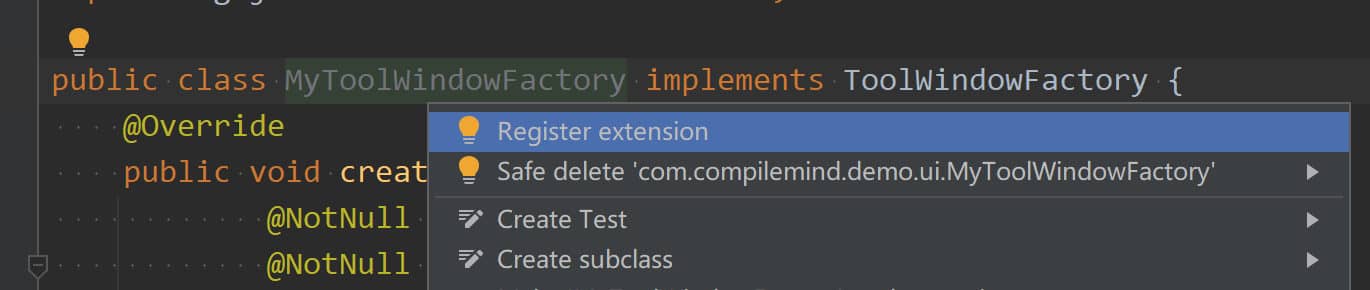 public class MyToolWindowFactory implements ToolWindowFactory {
@Override
Register extension
public void creat
Safe delete 'com.compilemind.demo.ui.MyToolWindowFactory'
@NotNull
Create Test
@NotNull
Create subclass